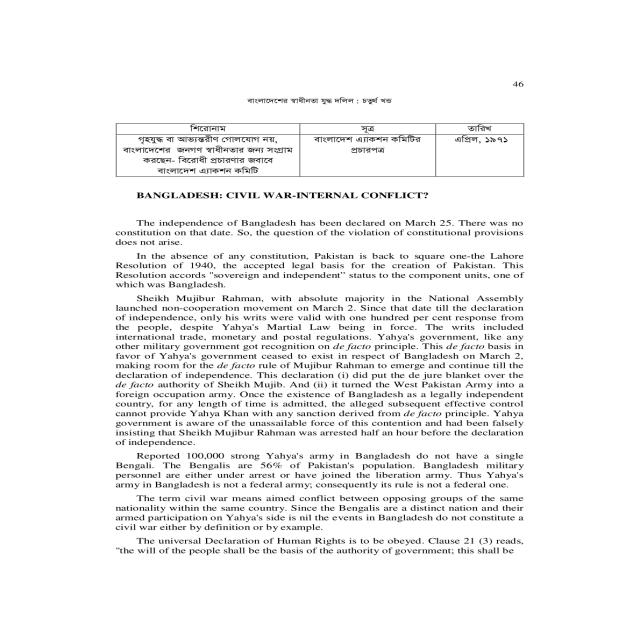 46
বাংলাদেশের স্বাধীনতা যুদ্ধ দলিল : চতুর্থ খন্ড
শিরোনাম সূত্র তারিখ
গৃহযুদ্ধ বা আভ্যন্তরীণ গোলযোগ নয়, বাংলাদেশ এ্যাকশন কমিটির এপ্রিল, ১৯৭১
বাংলাদেশের জনগণ স্বাধীনতার জন্য সংগ্রাম প্রচারপত্র
করছেন- বিরোধী প্রচারণার জবাবে
বাংলাদেশ এ্যাকশন কমিটি
BANGLADESH: CIVIL WAR-INTERNAL CONFLICT?
The independence of Bangladesh has been declared on March 25. There was no
constitution on that date. So, the question of the violation of constitutional provisions
does not arise.
In the absence of any constitution, Pakistan is back to square one-the Lahore
Resolution of 1940, the accepted legal basis for the creation of Pakistan. This
Resolution accords "sovereign and independent" status to the component units, one of
which was Bangladesh.
Sheikh Mujibur Rahman, with absolute majority in the National Assembly
launched non-cooperation movement on March 2. Since that date till the declaration
of independence, only his writs were valid with one hundred per cent response from
the people, despite Yahya's Martial Law being in force. The writs included
international trade, monetary and postal regulations. Yahya's government, like any
other military government got recognition on de facto principle. This de facto basis in
favor of Yahya's government ceased to exist in respect of Bangladesh on March 2,
making room for the de facto rule of Mujibur Rahman to emerge and continue till the
declaration of independence. This declaration (i) did put the de jure blanket over the
de facto authority of Sheikh Mujib. And (ii) it turned the West Pakistan Army into a
foreign occupation army. Once the existence of Bangladesh as a legally independent
country, for any length of time is admitted, the alleged subsequent effective control
cannot provide Yahya Khan with any sanction derived from de facto principle. Yahya
government is aware of the unassailable force of this contention and had been falsely
insisting that Sheikh Mujibur Rahman was arrested half an hour before the declaration
of independence.
Reported 100,000 strong Yahya's army in Bangladesh do not have a single
Bengali. The Bengalis are 56% of Pakistan's population. Bangladesh military
personnel are either under arrest or have joined the liberation army. Thus Yahya's
army in Bangladesh is not a federal army; consequently its rule is not a federal one.
The term civil war means aimed conflict between opposing groups of the same
nationality within the same country. Since the Bengalis are a distinct nation and their
armed participation on Yahya's side is nil the events in Bangladesh do not constitute a
civil war either by definition or by example.
The universal Declaration of Human Rights is to be obeyed. Clause 21 (3) reads,
"the will of the people shall be the basis of the authority of government; this shall be